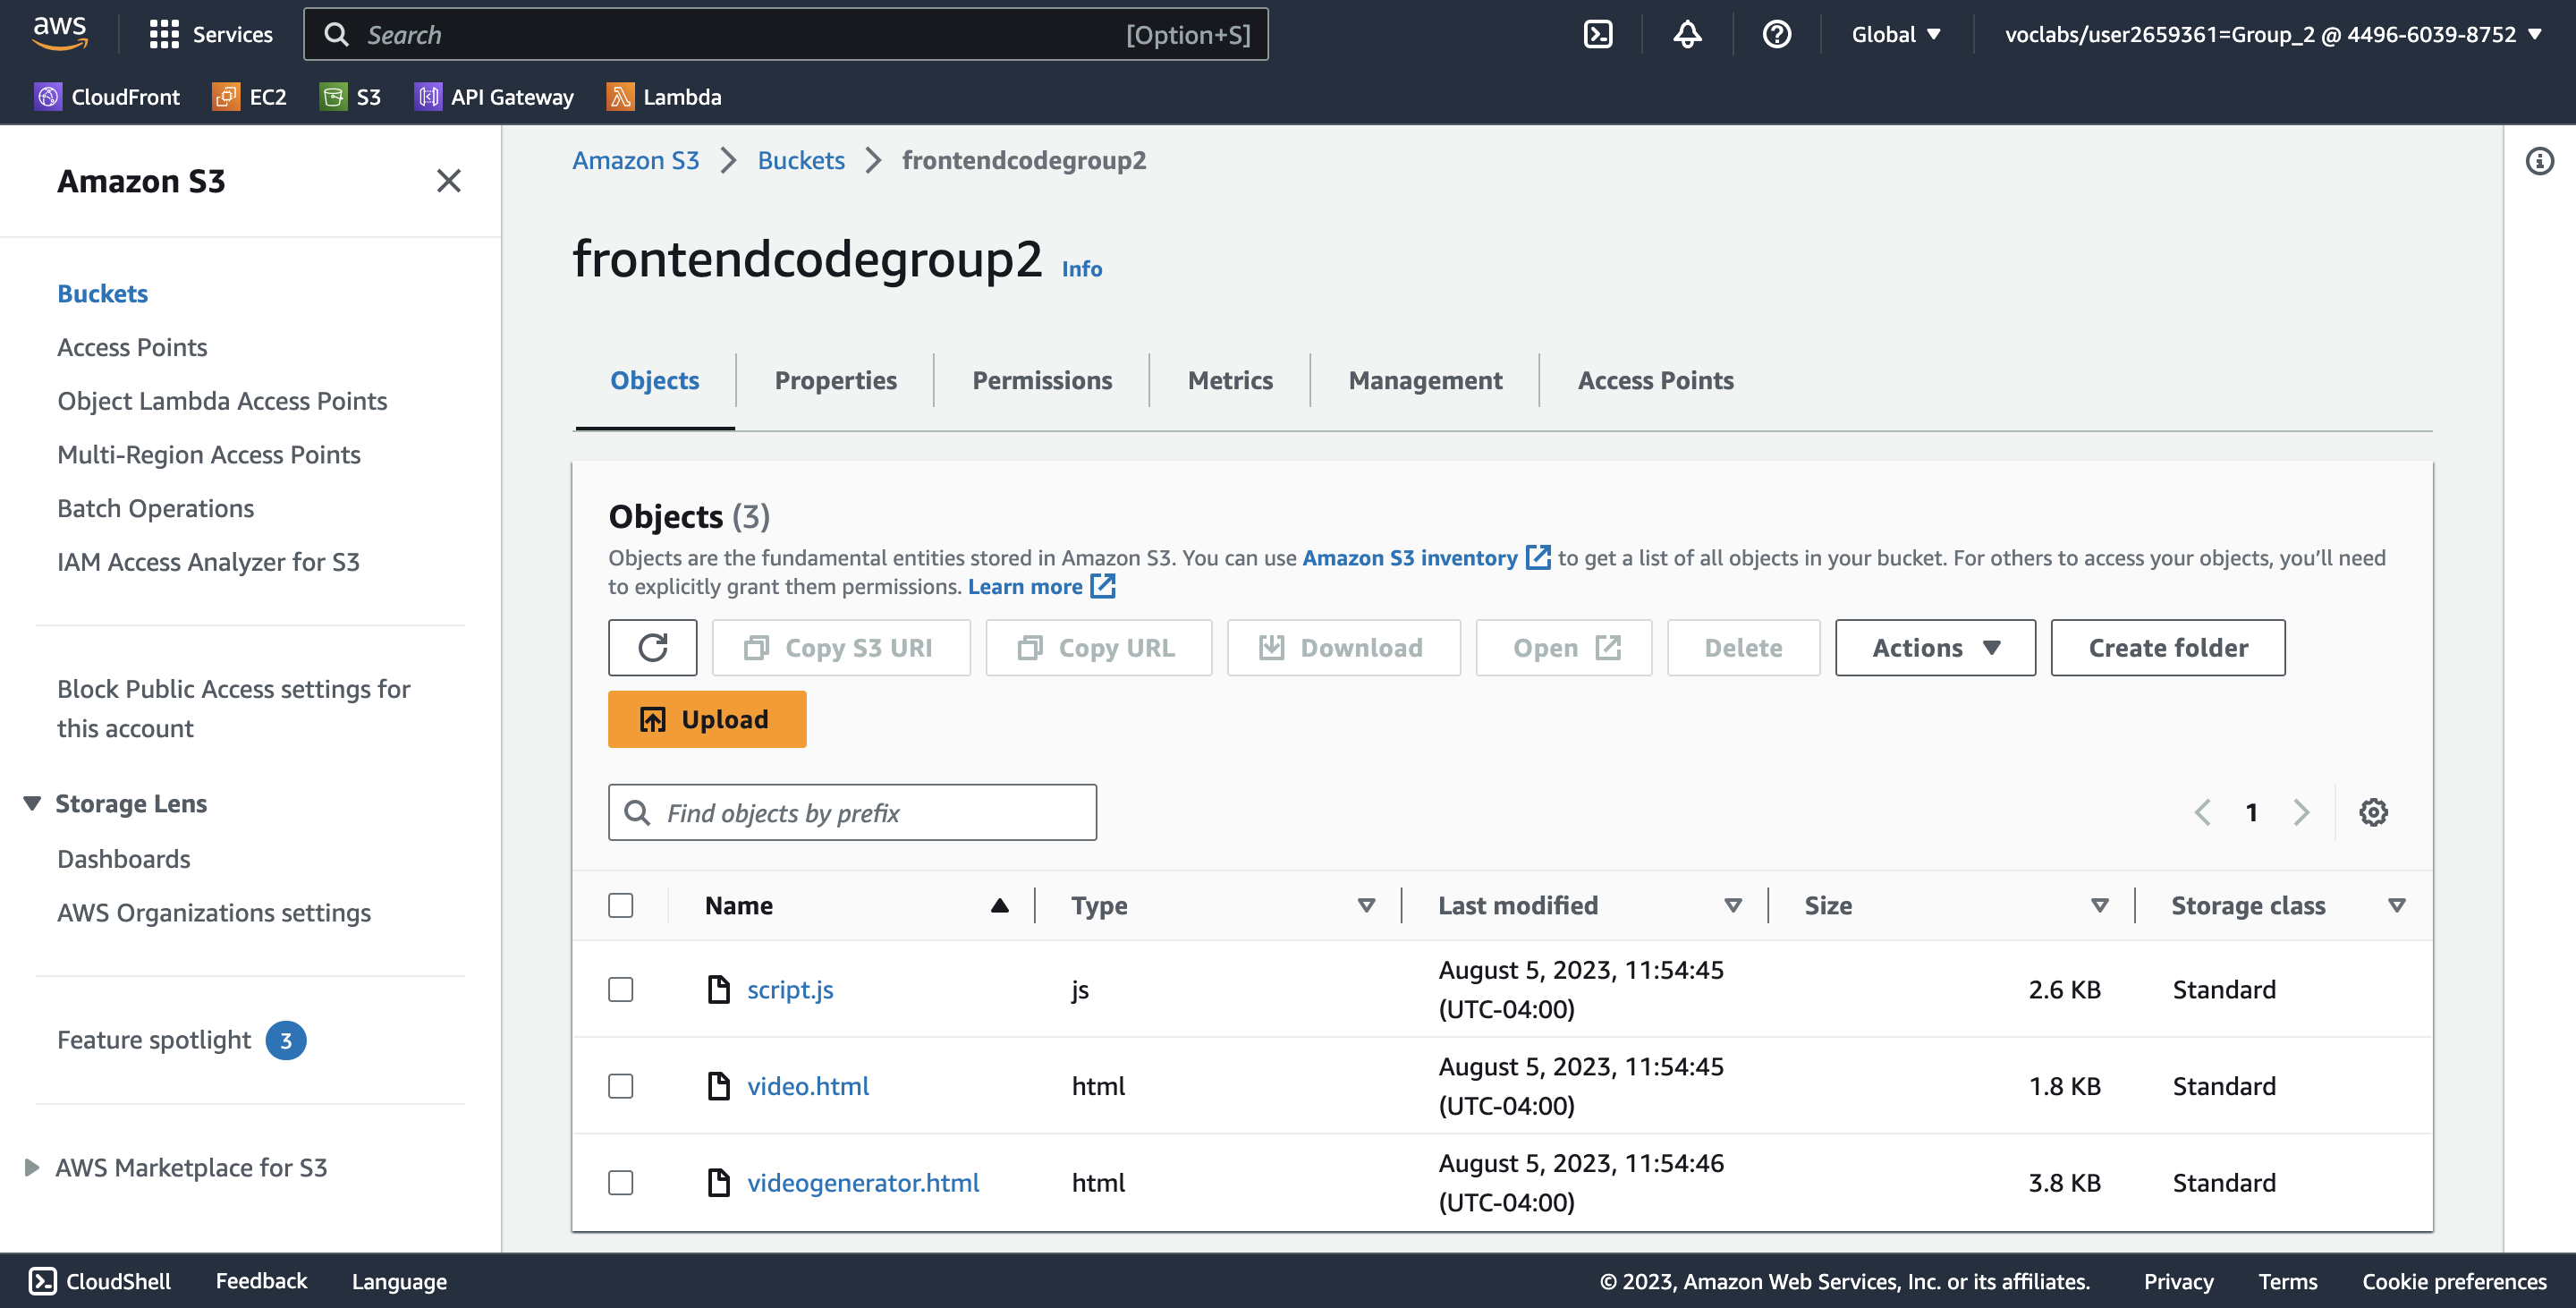 aws
Services
Search [Option+S]
Global
voclabs/user2659361=Group_2 @ 4496-6039-8752
CloudFront
EC2
S3
API Gateway
Lambda
Amazon S3
Buckets
Access Points
Object Lambda Access Points
Multi-Region Access Points
Batch Operations
IAM Access Analyzer for S3
Block Public Access settings for
this account
Storage Lens
Dashboards
AWS Organizations settings
Feature spotlight 3
AWS Marketplace for S3
Amazon S3 > Buckets > frontendcodegroup2
frontendcodegroup2 Info
Objects
Properties
Permissions
Metrics
Management
Access Points
Objects (3)
Objects are the fundamental entities stored in Amazon S3. You can use Amazon S3 inventory to get a list of all objects in your bucket. For others to access your objects, you’ll need
to explicitly grant them permissions. Learn more
Copy S3 URI
Copy URL
Download
Open
Delete
Actions
Create folder
Upload
Find objects by prefix
1
Name Type Last modified Size Storage class
script.js js August 5, 2023, 11:54:45 2.6 KB Standard
(UTC-04:00)
video.html html August 5, 2023, 11:54:45 1.8 KB Standard
(UTC-04:00)
videogenerator.html html August 5, 2023, 11:54:46 3.8 KB Standard
(UTC-04:00)
CloudShell Feedback Language
© 2023, Amazon Web Services, Inc. or its affiliates. Privacy Terms Cookie preferences